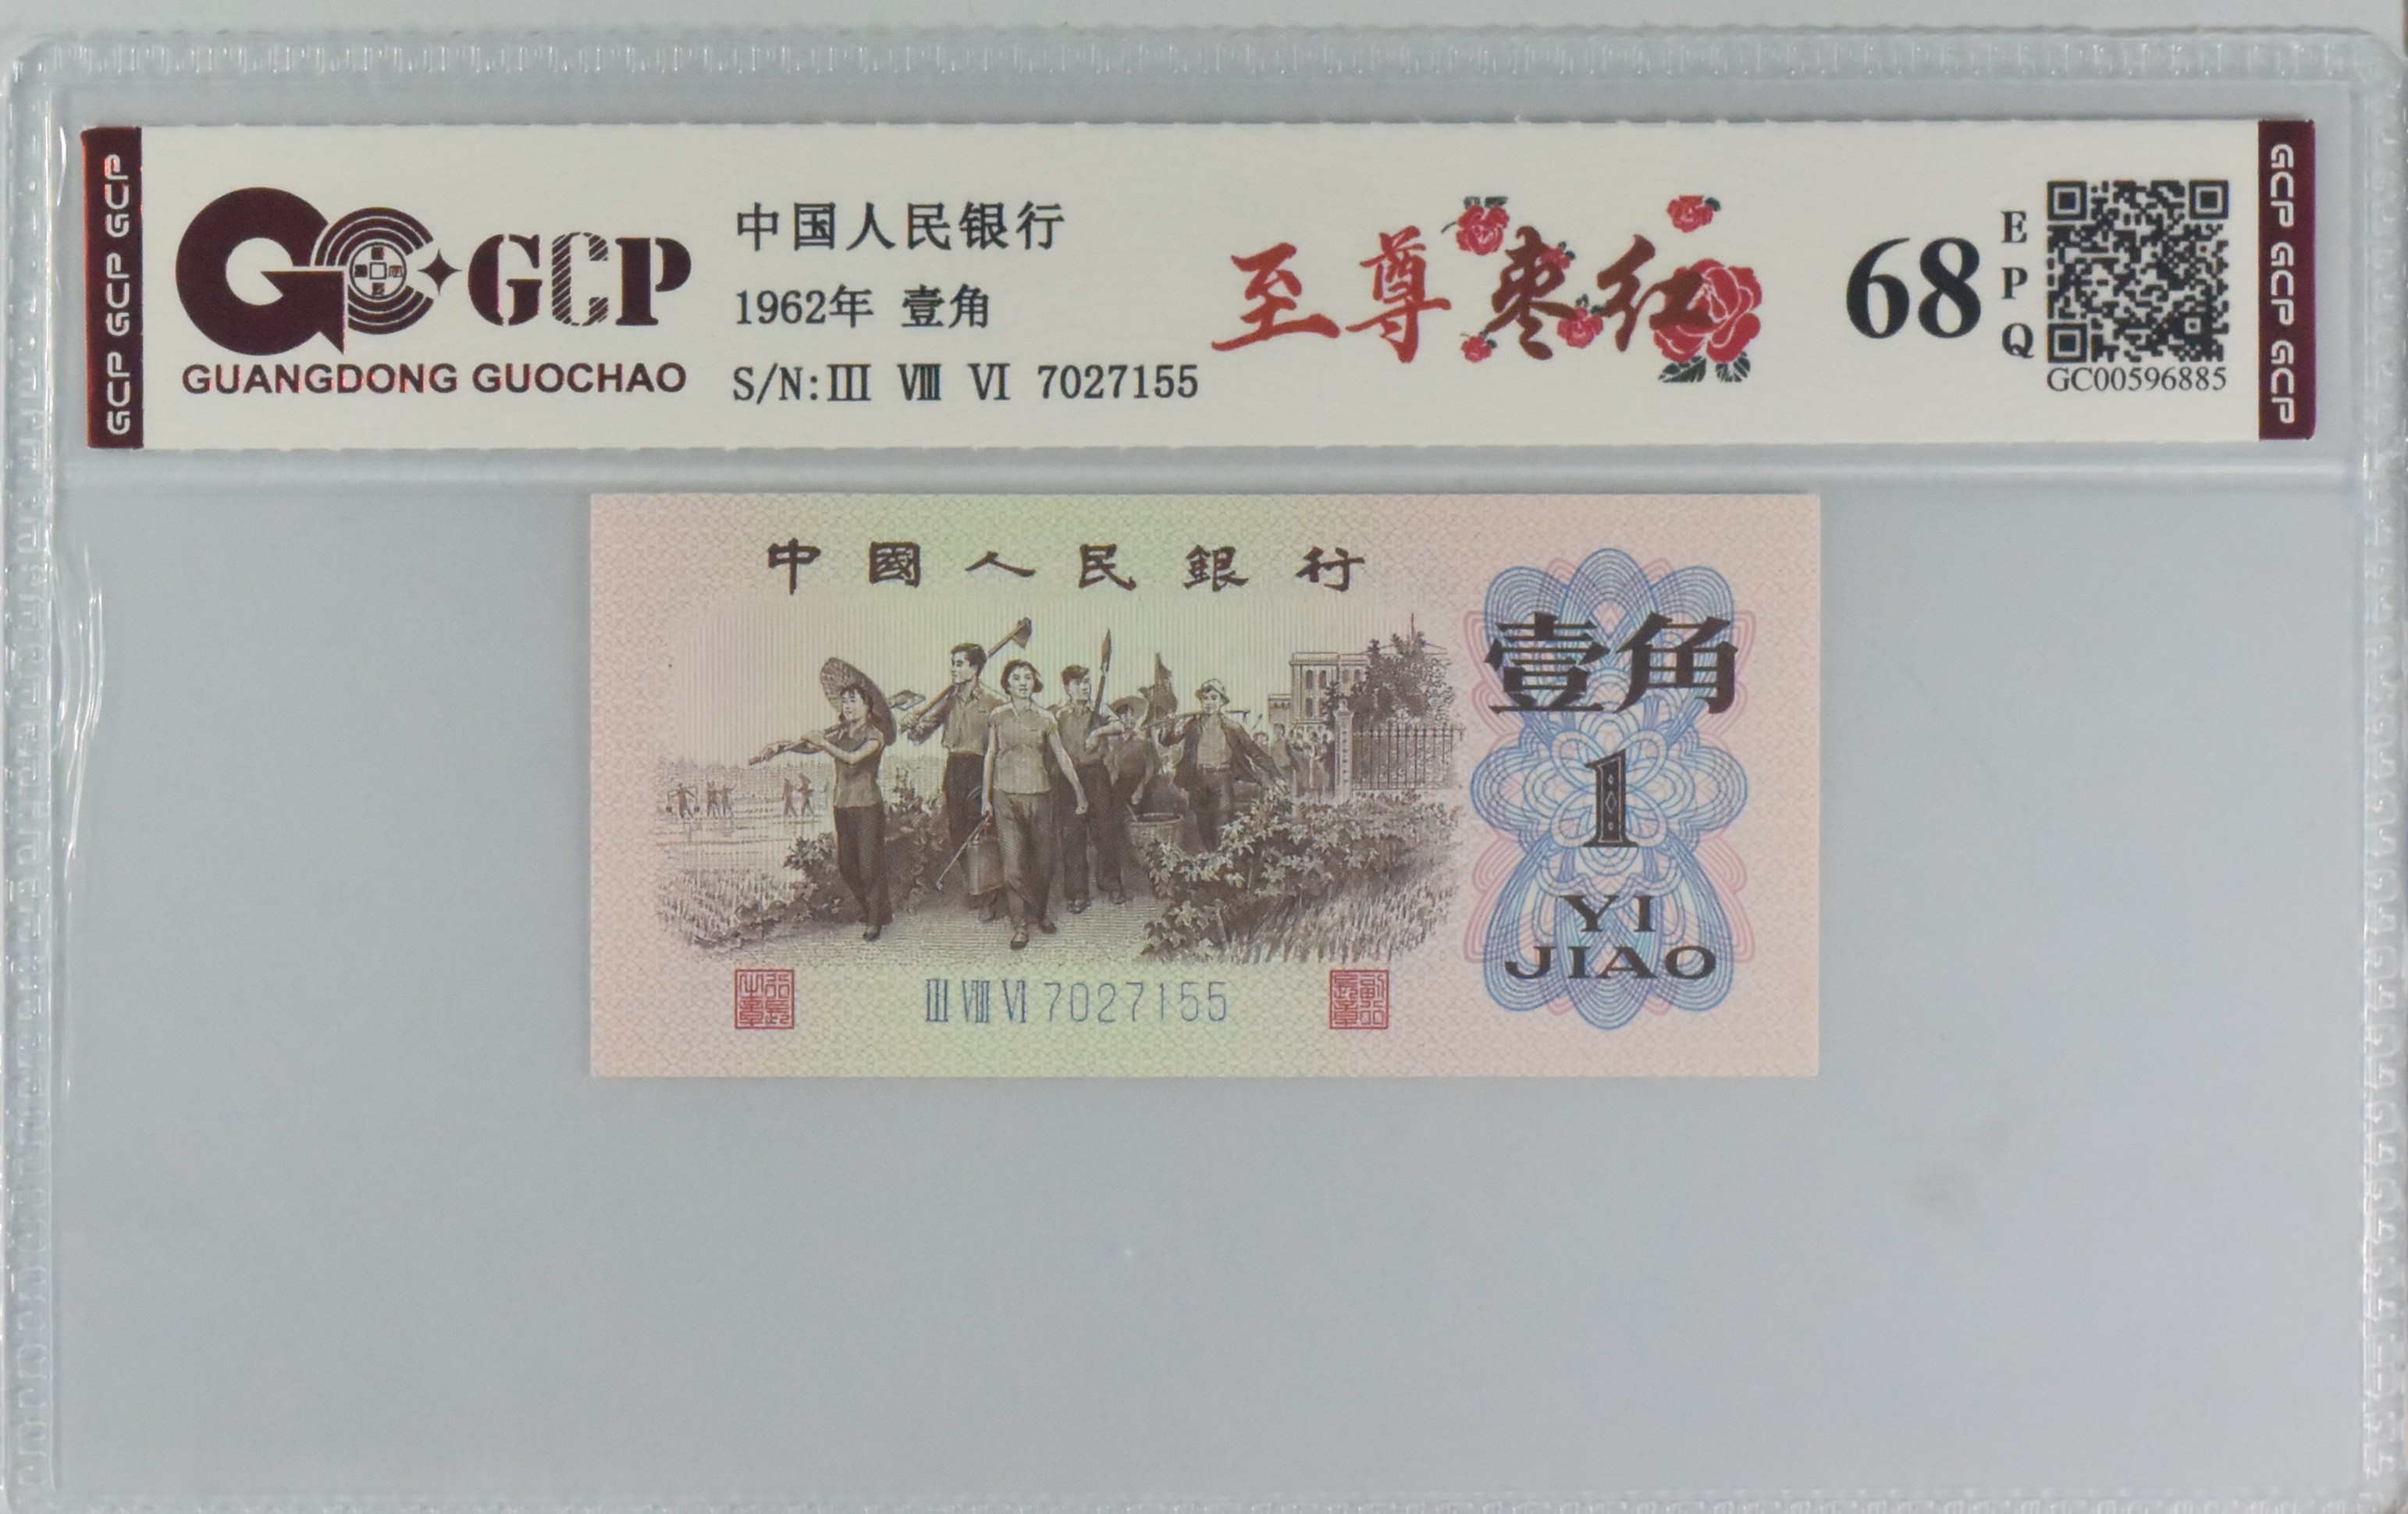 GCP GCP GCP
GCP
GUANGDONG GUOCHAO
中国人民银行
1962年 壹角
S/N:Ⅲ Ⅷ Ⅵ 7027155
至尊枣红
68
EPQ
GC00596885
GCP GCP GCP
中國人民銀行
壹角
1
YI
JIAO
Ⅲ Ⅷ Ⅵ 7027155